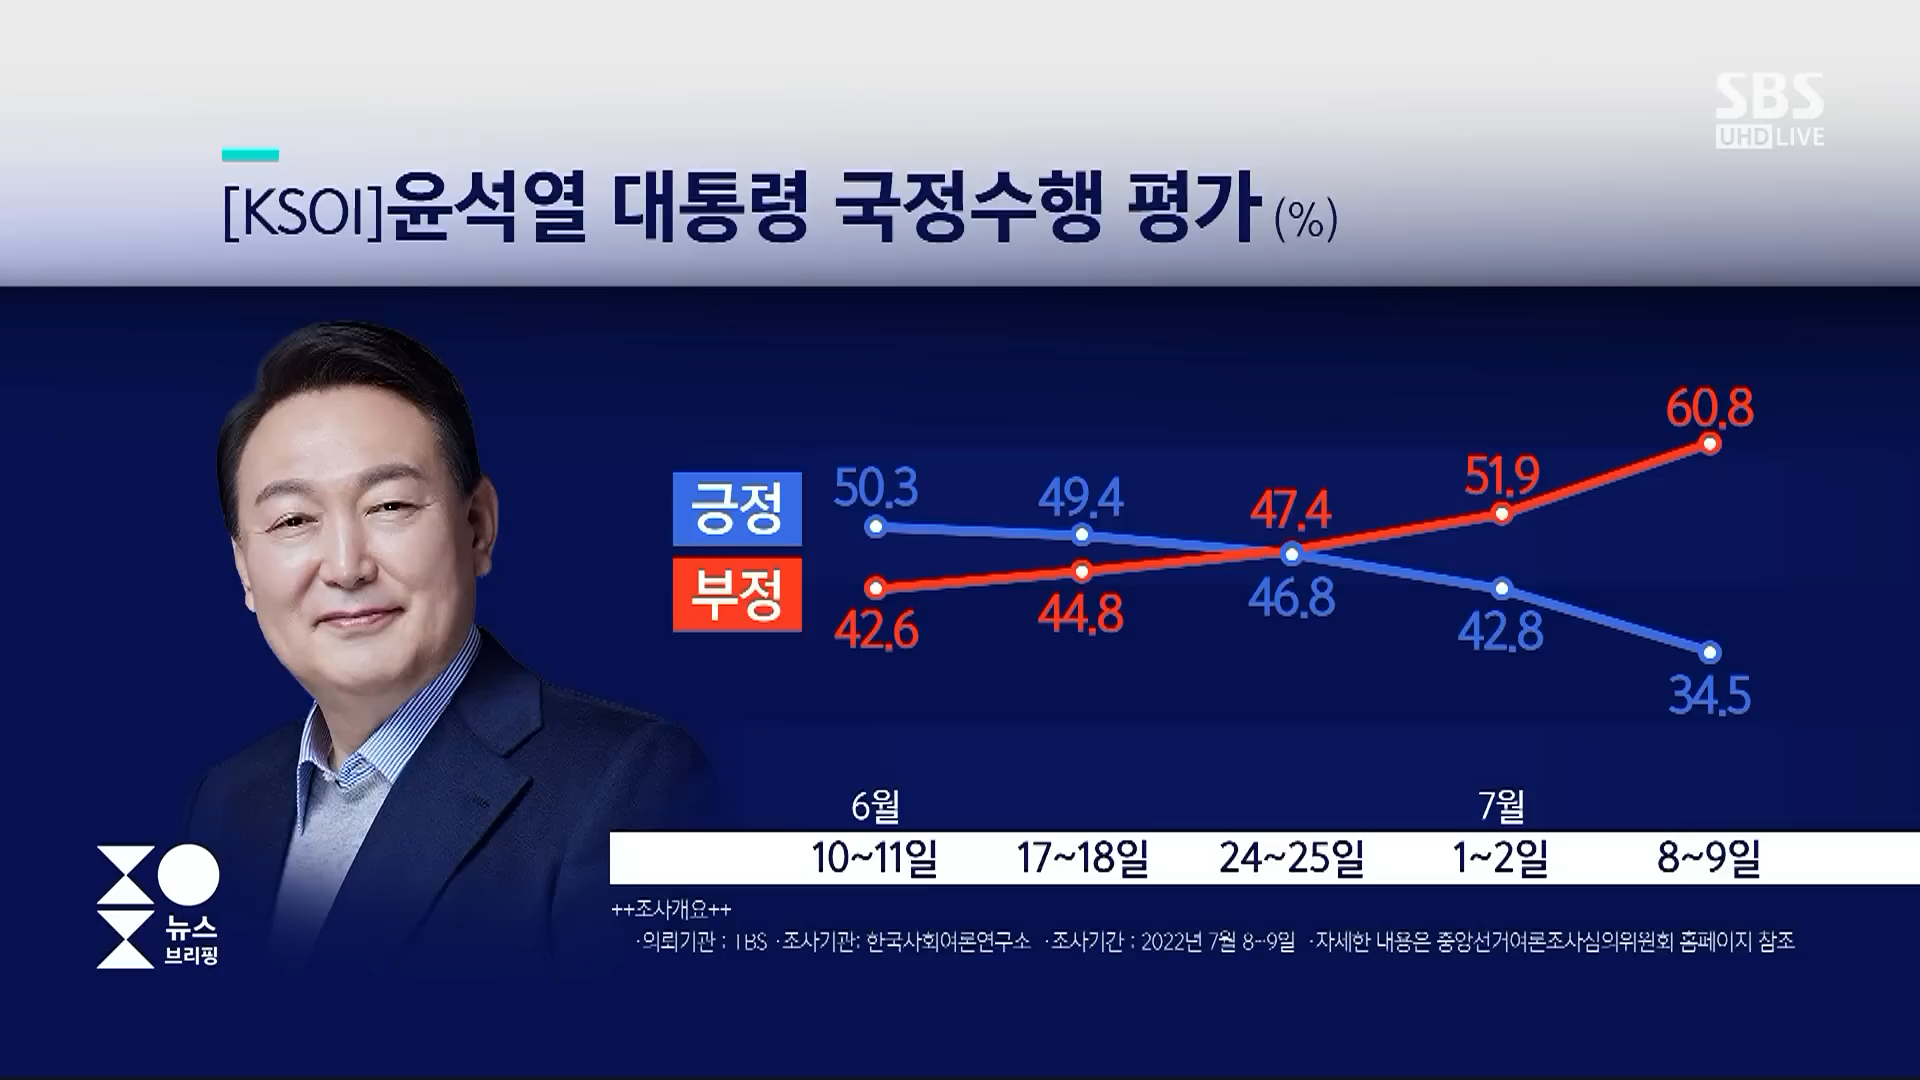 SBS
UHD LIVE
[KSOI]윤석열 대통령 국정수행 평가 (%)
긍정
부정
50.3
49.4
47.4
51.9
60.8
42.6
44.8
46.8
42.8
34.5
6월
7월
10~11일
17~18일
24~25일
1~2일
8~9일
++조사개요++
·의뢰기관 : TBS ·조사기관: 한국사회여론연구소 ·조사기간 : 2022년 7월 8~9일 ·자세한 내용은 중앙선거여론조사심의위원회 홈페이지 참조
뉴스
브리핑